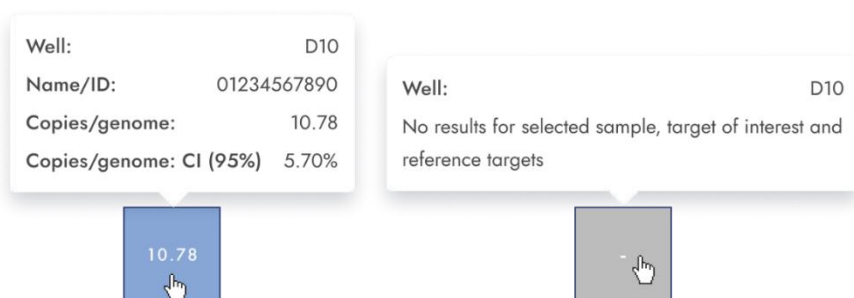 Well: D10
Name/ID: 01234567890
Copies/genome: 10.78
Copies/genome: CI (95%) 5.70%
10.78
Well: D10
No results for selected sample, target of interest and
reference targets
-